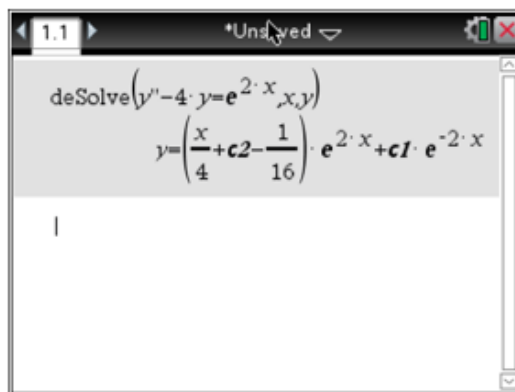 1.1 *Unsaved
deSolve(y''-4·y=e^(2·x),x,y)
y=(x/4+c2-1/16)·e^(2·x)+c1·e^(-2·x)